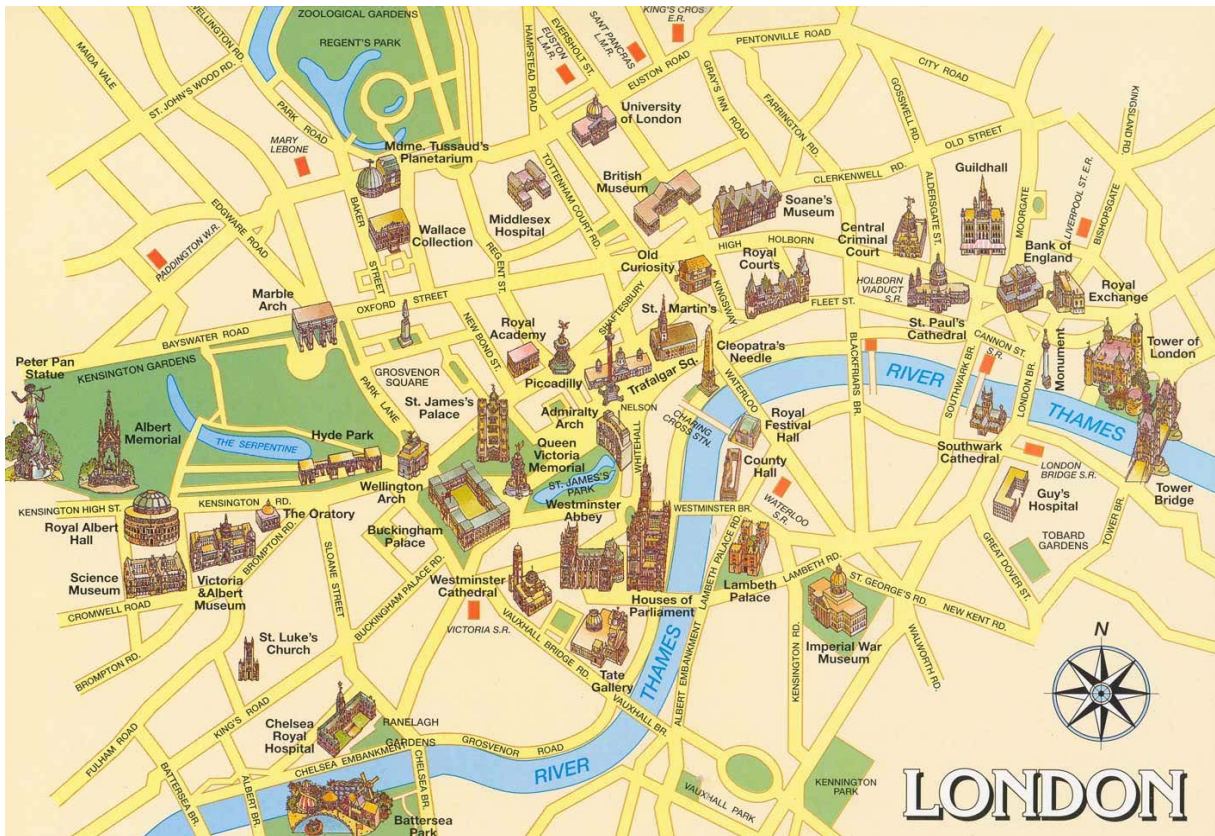 ZOOLOGICAL GARDENS
REGENT'S PARK
MAIDA VALE
WELLINGTON RD.
ST. JOHN'S WOOD RD.
PARK ROAD
HAMPSTEAD ROAD
EVERSHOLT ST.
EUSTON
L.M.R.
SANT PANCRAS
L.M.R.
KING'S CROS
E.R.
EUSTON ROAD
PENTONVILLE ROAD
CITY ROAD
GRAY'S INN ROAD
FARRINGTON RD.
GOSSWELL RD.
OLD STREET
KINGSLAND RD.
MARY
LEBONE
Mdme. Tussaud's
Planetarium
University
of London
British
Museum
Soane's
Museum
CLERKENWELL RD.
ALDERSGATE ST.
Guildhall
MOORGATE
LIVERPOOL ST. E.R.
BISHOPSGATE
EDGWARE ROAD
PADDINGTON W.R.
BAKER
STREET
Wallace
Collection
Middlesex
Hospital
TOTTENHAM COURT RD.
REGENT ST.
HIGH
HOLBORN
Central
Criminal
Court
Old
Curiosity
Royal
Courts
KINGSWAY
HOLBORN
VIADUCT
S.R.
Bank of
England
Royal
Exchange
Marble
Arch
OXFORD STREET
BAYSWATER ROAD
NEW BOND ST.
Royal
Academy
SHAFTESBURY
St. Martin's
FLEET ST.
St. Paul's
Cathedral
CANNON ST.
S.R.
Monument
Tower of
London
Peter Pan
Statue
KENSINGTON GARDENS
PARK LANE
GROSVENOR
SQUARE
Piccadilly
Trafalgar Sq.
Cleopatra's
Needle
WATERLOO
BLACKFRIARS BR.
RIVER
THAMES
SOUTHWARK BR.
LONDON BR.
Albert
Memorial
THE SERPENTINE
Hyde Park
St. James's
Palace
Admiralty
Arch
NELSON
WHITEHALL
CHARING
CROSS STN.
Royal
Festival
Hall
Queen
Victoria
Memorial
ST. JAMES'S
PARK
County
Hall
WATERLOO
S.R.
Southwark
Cathedral
LONDON
BRIDGE S.R.
Tower
Bridge
Wellington
Arch
KENSINGTON RD.
KENSINGTON HIGH ST.
Royal Albert
Hall
The Oratory
BROMPTON RD.
Buckingham
Palace
Westminster
Abbey
WESTMINSTER BR.
Guy's
Hospital
TOBARD
GARDENS
TOWER BR.
GREAT DOVER ST.
Science
Museum
Victoria
&Albert
Museum
SLOANE STREET
BUCKINGHAM PALACE RD.
Westminster
Cathedral
VICTORIA S.R.
Houses of
Parliament
LAMBETH PALACE RD
Lambeth
Palace
LAMBETH RD.
ST. GEORGE'S RD.
NEW KENT RD.
CROMWELL ROAD
St. Luke's
Church
VAUXHALL BRIDGE RD.
Tate
Gallery
THAMES
ALBERT EMBANKMENT
KENSINGTON RD.
Imperial War
Museum
WALWORTH RD.
N
BROMPTON RD.
FULHAM ROAD
KING'S ROAD
Chelsea
Royal
Hospital
RANELAGH
GARDENS
GROSVENOR ROAD
VAUXHALL BR.
CHELSEA EMBANKMENT
RIVER
BATTERSEA BR.
ALBERT BR.
CHELSEA BR.
Battersea
Park
VAUXHALL PARK
KENNINGTON
PARK
LONDON